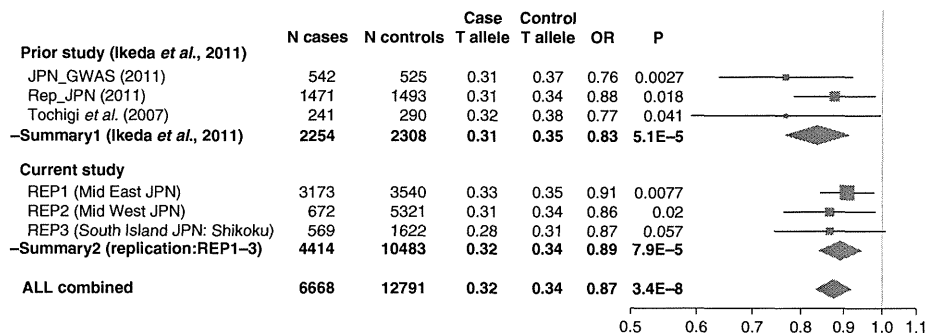 Case Control
N cases N controls T allele T allele OR P
Prior study (Ikeda et al., 2011)
JPN_GWAS (2011) 542 525 0.31 0.37 0.76 0.0027
Rep_JPN (2011) 1471 1493 0.31 0.34 0.88 0.018
Tochigi et al. (2007) 241 290 0.32 0.38 0.77 0.041
–Summary1 (Ikeda et al., 2011) 2254 2308 0.31 0.35 0.83 5.1E–5
Current study
REP1 (Mid East JPN) 3173 3540 0.33 0.35 0.91 0.0077
REP2 (Mid West JPN) 672 5321 0.31 0.34 0.86 0.02
REP3 (South Island JPN: Shikoku) 569 1622 0.28 0.31 0.87 0.057
–Summary2 (replication:REP1–3) 4414 10483 0.32 0.34 0.89 7.9E–5
ALL combined 6668 12791 0.32 0.34 0.87 3.4E–8
0.5 0.6 0.7 0.8 0.9 1.0 1.1